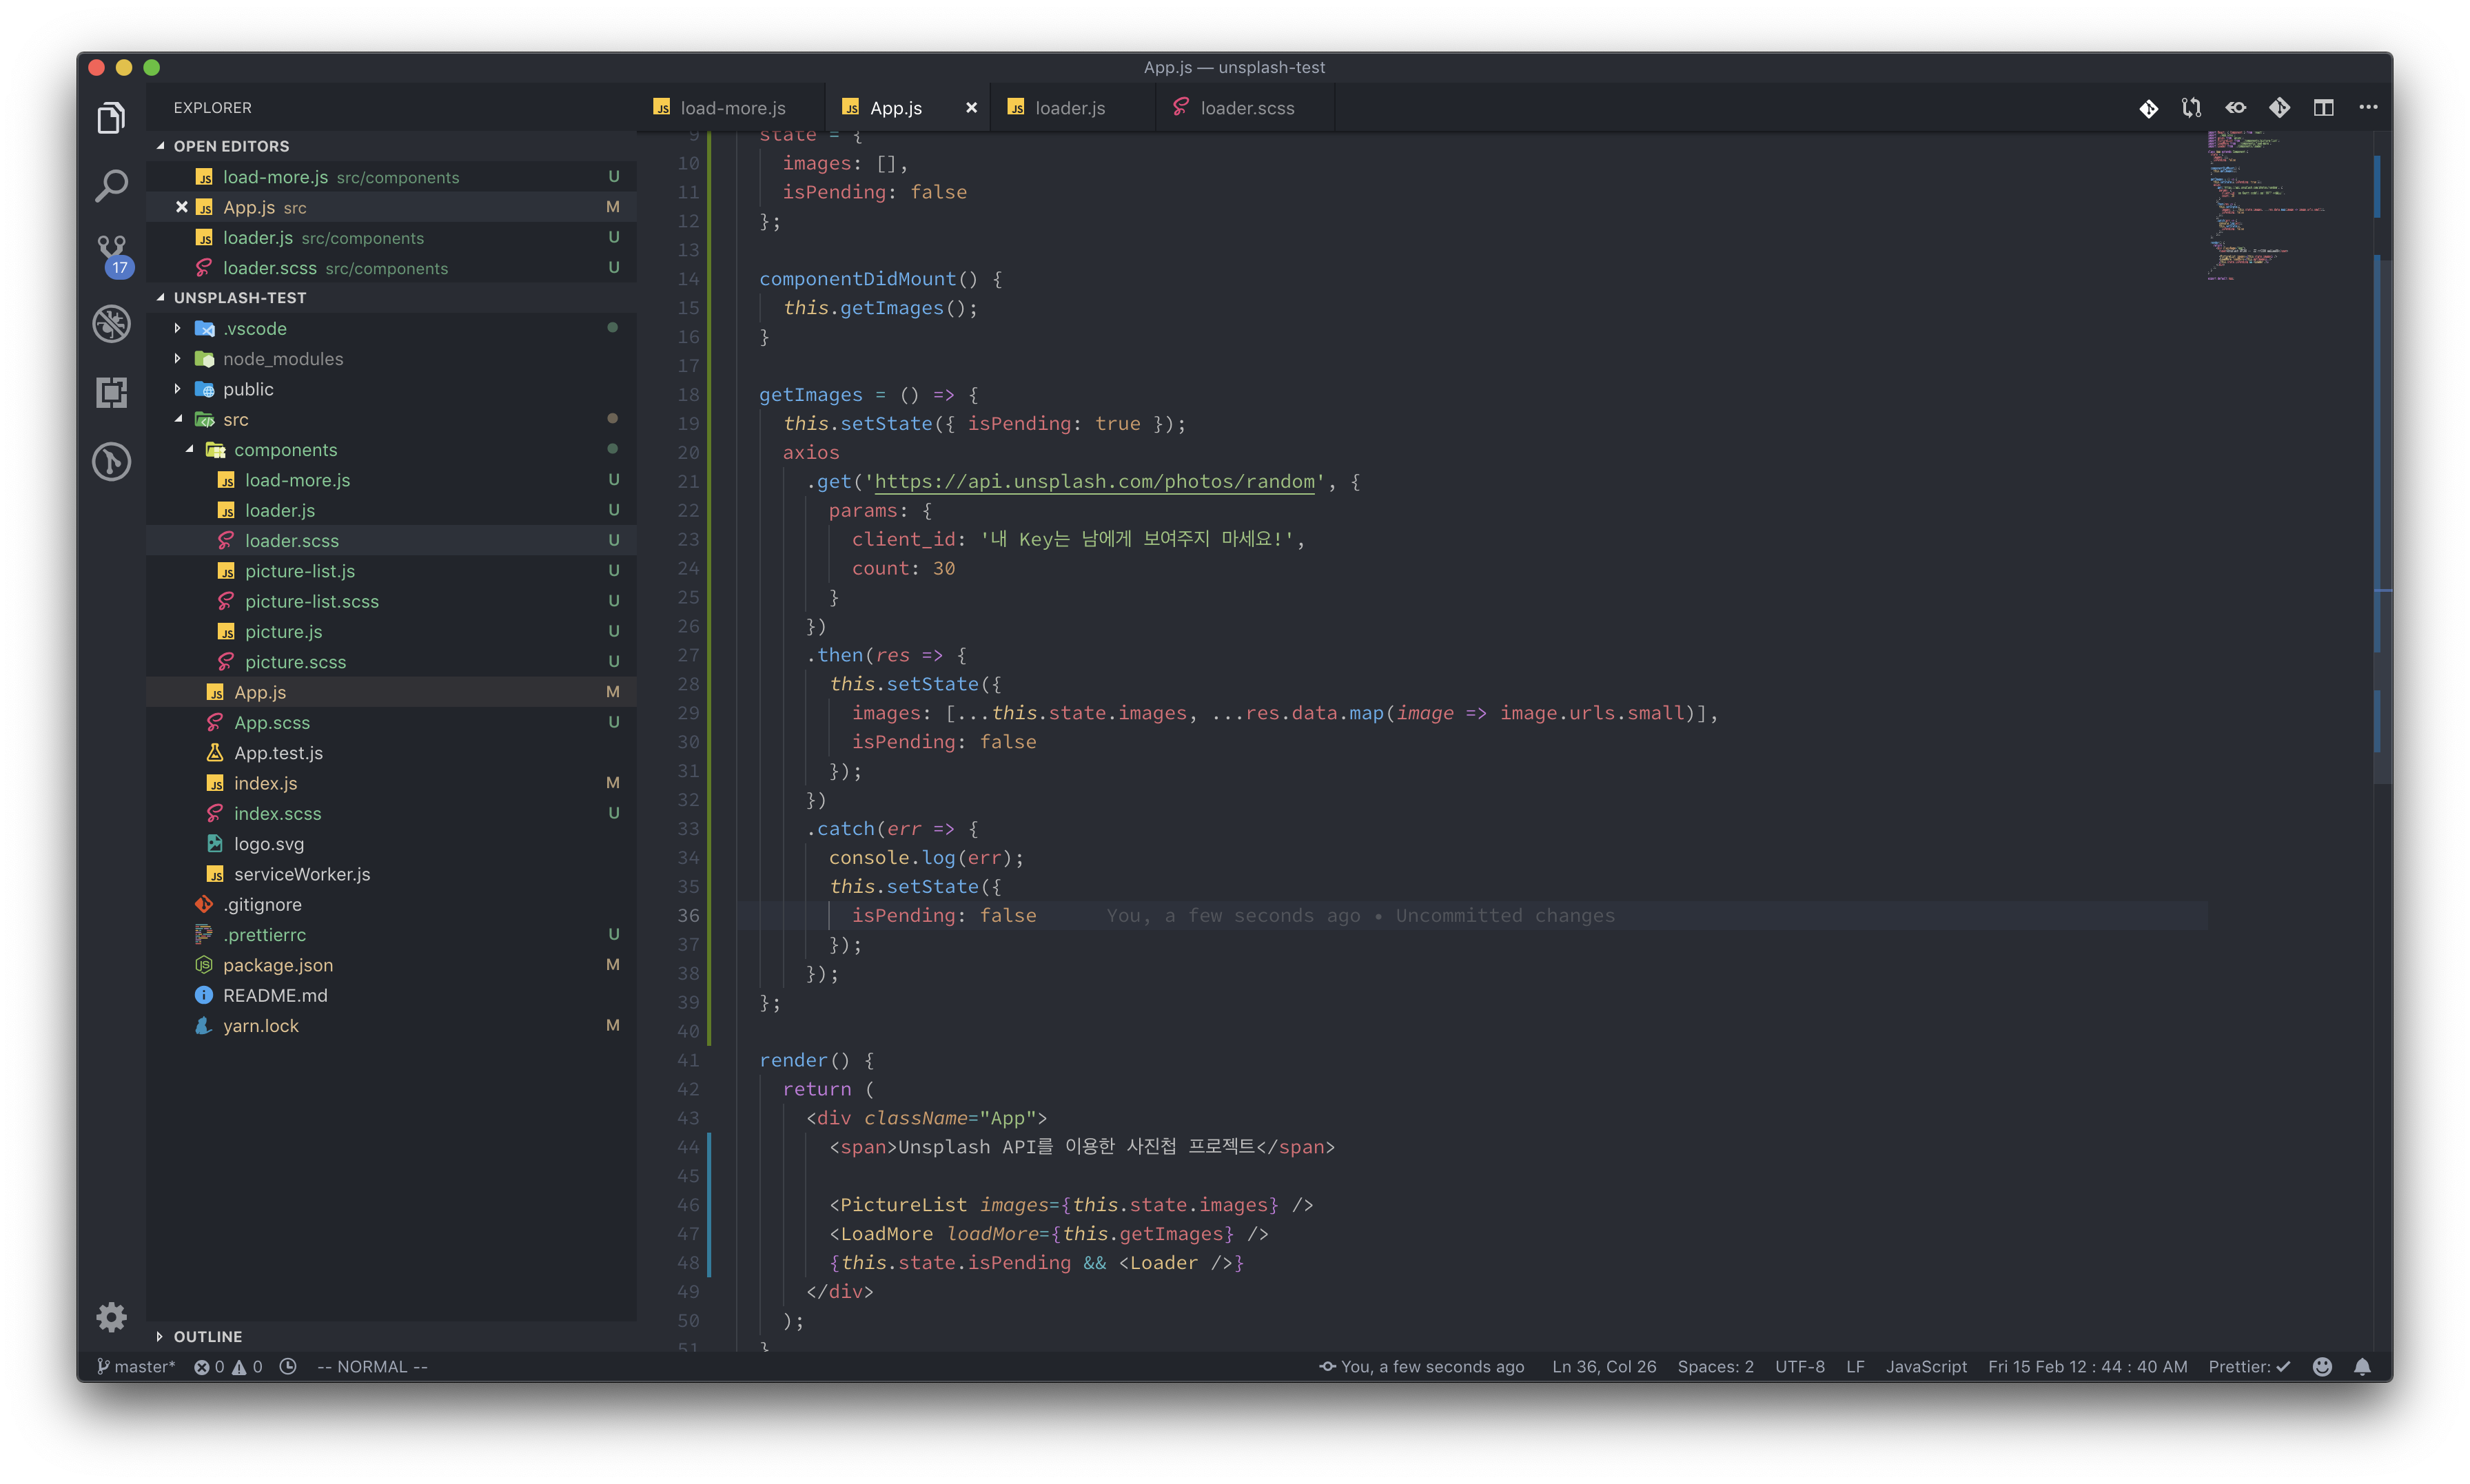 App.js — unsplash-test
EXPLORER
OPEN EDITORS
load-more.js src/components U
App.js src M
loader.js src/components U
loader.scss src/components U
17
UNSPLASH-TEST
.vscode
node_modules
public
src
components
load-more.js U
loader.js U
loader.scss U
picture-list.js U
picture-list.scss U
picture.js U
picture.scss U
App.js M
App.scss U
App.test.js
index.js M
index.scss U
logo.svg
serviceWorker.js
.gitignore
.prettierrc U
package.json M
README.md
yarn.lock M
OUTLINE
load-more.js
App.js
loader.js
loader.scss
9 state = {
10 images: [],
11 isPending: false
12 };
13
14 componentDidMount() {
15 this.getImages();
16 }
17
18 getImages = () => {
19 this.setState({ isPending: true });
20 axios
21 .get('https://api.unsplash.com/photos/random', {
22 params: {
23 client_id: '내 Key는 남에게 보여주지 마세요!',
24 count: 30
25 }
26 })
27 .then(res => {
28 this.setState({
29 images: [...this.state.images, ...res.data.map(image => image.urls.small)],
30 isPending: false
31 });
32 })
33 .catch(err => {
34 console.log(err);
35 this.setState({
36 isPending: false You, a few seconds ago • Uncommitted changes
37 });
38 });
39 };
40
41 render() {
42 return (
43 <div className="App">
44 <span>Unsplash API를 이용한 사진첩 프로젝트</span>
45
46 <PictureList images={this.state.images} />
47 <LoadMore loadMore={this.getImages} />
48 {this.state.isPending && <Loader />}
49 </div>
50 );
51 }
master* 0 0 -- NORMAL -- You, a few seconds ago Ln 36, Col 26 Spaces: 2 UTF-8 LF JavaScript Fri 15 Feb 12 : 44 : 40 AM Prettier: ✓